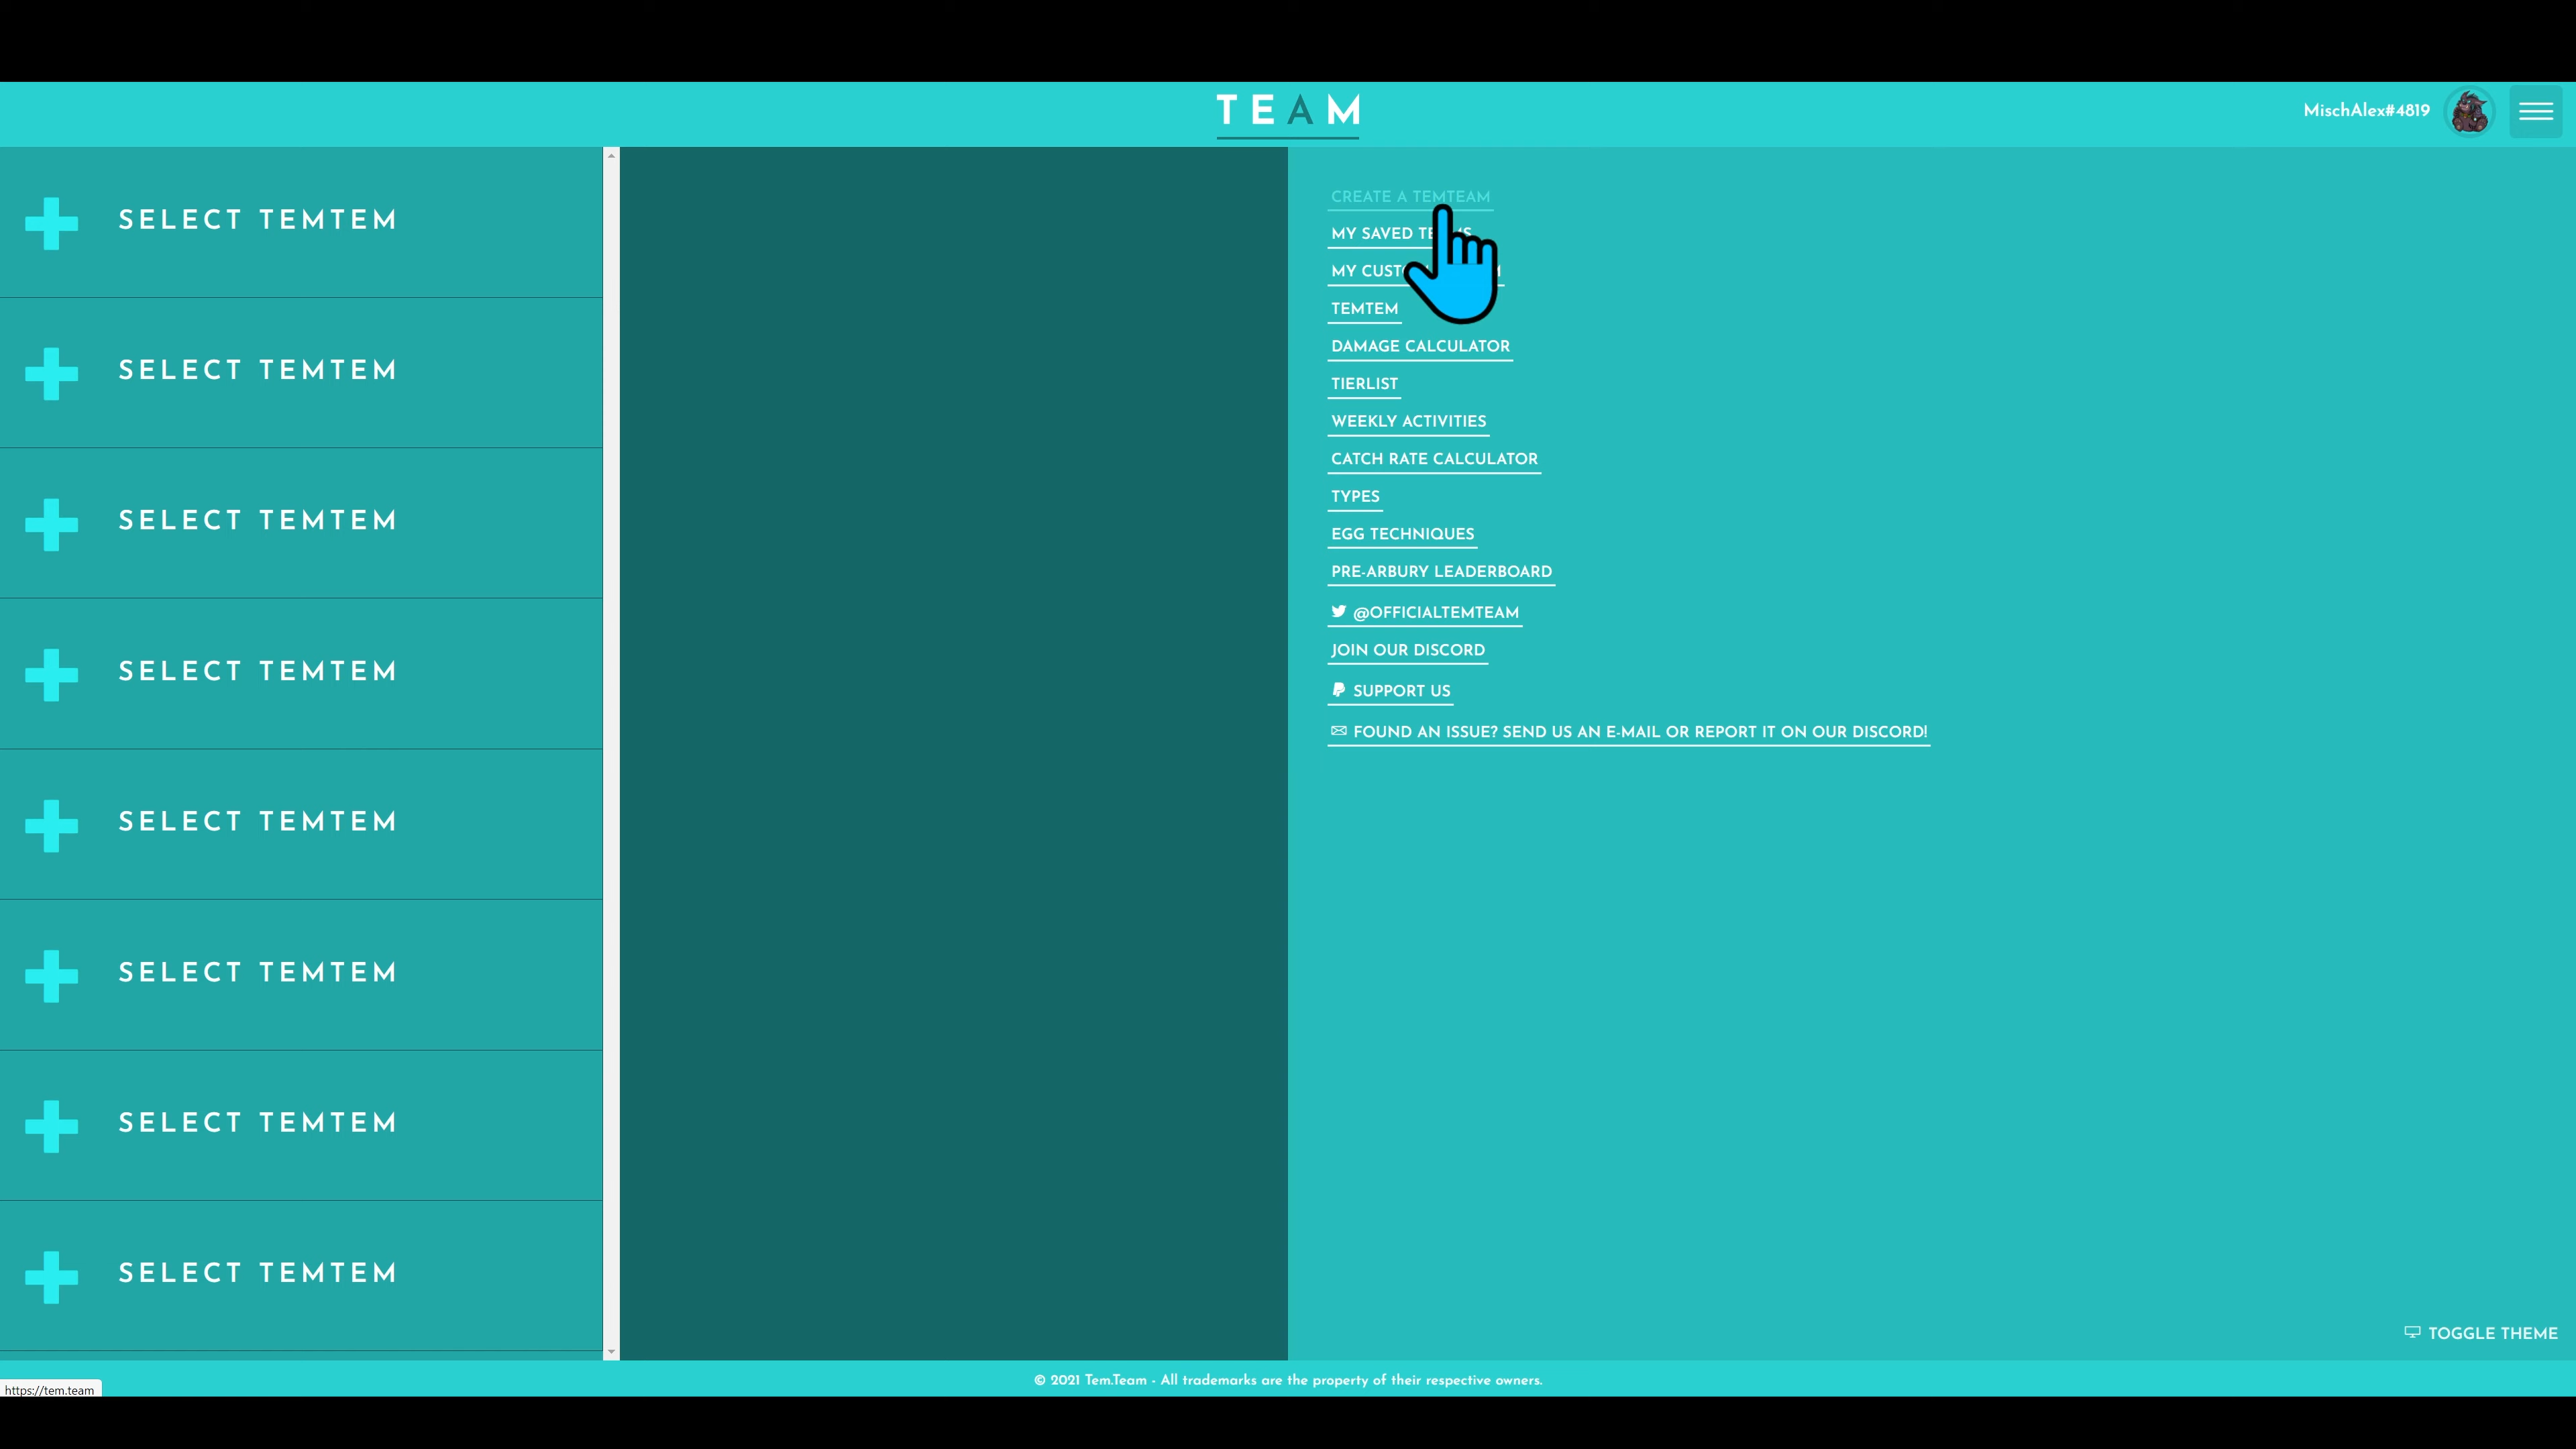 TEAM
MischAlex#4819
SELECT TEMTEM
SELECT TEMTEM
SELECT TEMTEM
SELECT TEMTEM
SELECT TEMTEM
SELECT TEMTEM
SELECT TEMTEM
SELECT TEMTEM
CREATE A TEMTEAM
MY SAVED
MY
TEMTEM
DAMAGE CALCULATOR
TIERLIST
WEEKLY ACTIVITIES
CATCH RATE CALCULATOR
TYPES
EGG TECHNIQUES
PRE-ARBURY LEADERBOARD
@OFFICIALTEMTEAM
JOIN OUR DISCORD
SUPPORT US
FOUND AN ISSUE? SEND US AN E-MAIL OR REPORT IT ON OUR DISCORD!
TOGGLE THEME
© 2021 Tem.Team - All trademarks are the property of their respective owners.
https://tem.team